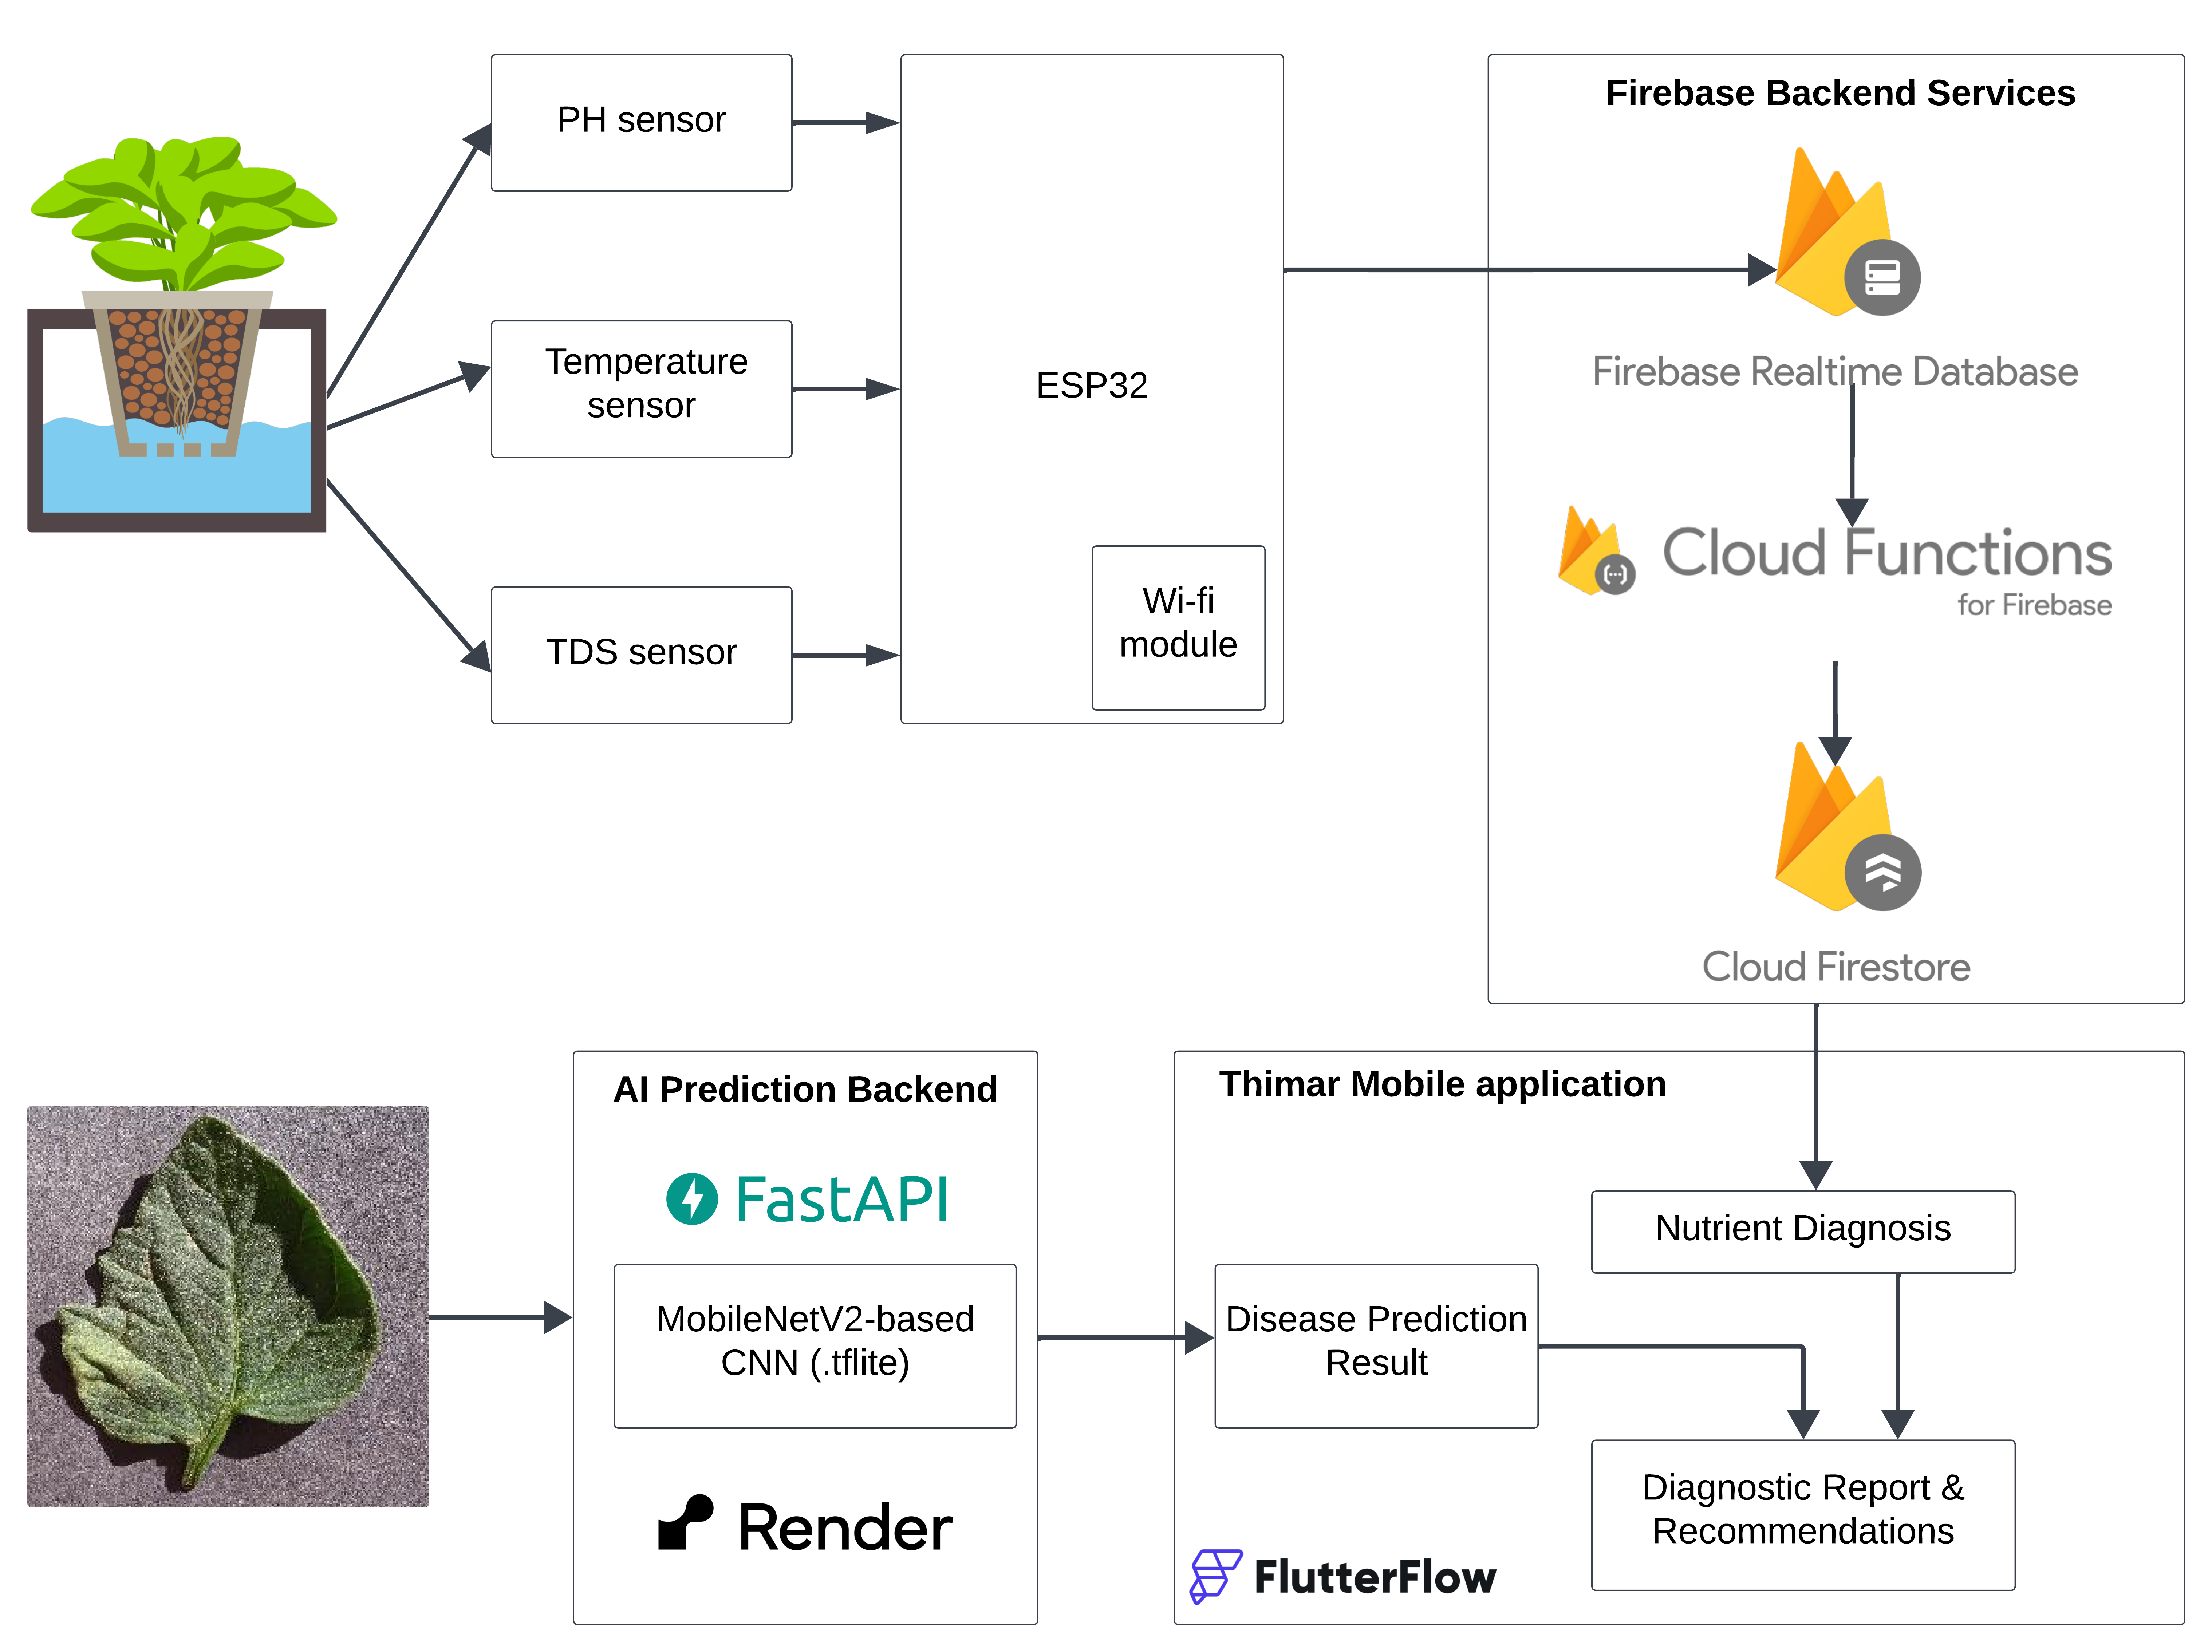 PH sensor
Temperature
sensor
TDS sensor
ESP32
Wi-fi
module
Firebase Backend Services
Firebase Realtime Database
Cloud Functions
for Firebase
Cloud Firestore
AI Prediction Backend
FastAPI
MobileNetV2-based
CNN (.tflite)
Render
Thimar Mobile application
Nutrient Diagnosis
Disease Prediction
Result
Diagnostic Report &
Recommendations
FlutterFlow